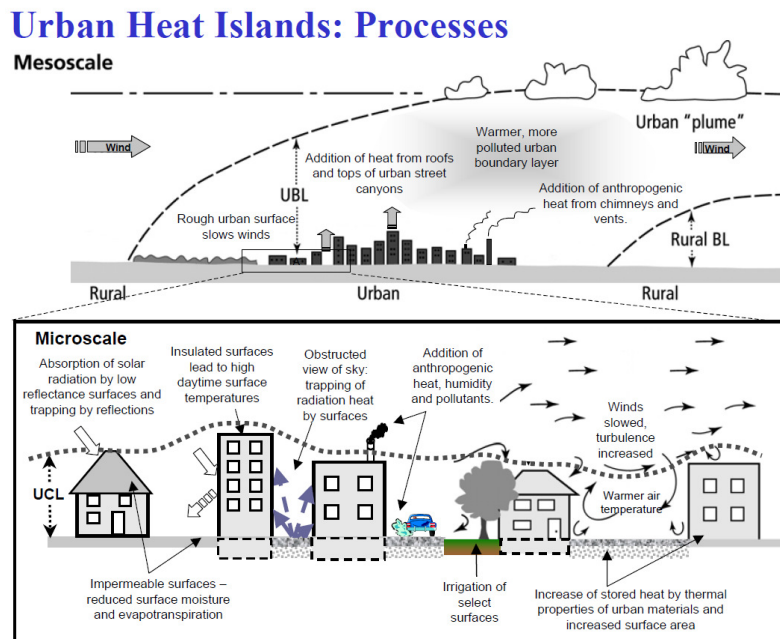 Urban Heat Islands: Processes
Mesoscale
Urban "plume"
Wind
Wind
Warmer, more
polluted urban
boundary layer
Addition of heat from roofs
and tops of urban street
canyons
UBL
Addition of anthropogenic
heat from chimneys and
vents.
Rough urban surface
slows winds
Rural BL
Rural
Urban
Rural
Microscale
Absorption of solar
radiation by low
reflectance surfaces and
trapping by reflections
Insulated surfaces
lead to high
daytime surface
temperatures
Obstructed
view of sky:
trapping of
radiation heat
by surfaces
Addition of
anthropogenic
heat, humidity
and pollutants.
Winds
slowed,
turbulence
increased
UCL
Warmer air
temperature
Impermeable surfaces –
reduced surface moisture
and evapotranspiration
Irrigation of
select
surfaces
Increase of stored heat by thermal
properties of urban materials and
increased surface area